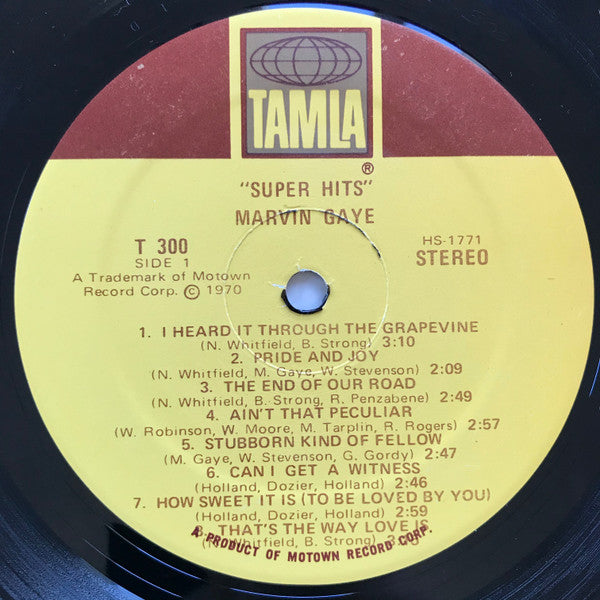 TAMLA
®
"SUPER HITS"
MARVIN GAYE
T 300
SIDE 1
A Trademark of Motown
Record Corp. © 1970
HS-1771
STEREO
1. I HEARD IT THROUGH THE GRAPEVINE
(N. Whitfield, B. Strong) 3:10
2. PRIDE AND JOY
(N. Whitfield, M. Gaye, W. Stevenson) 2:09
3. THE END OF OUR ROAD
(N. Whitfield, B. Strong, R. Penzabene) 2:49
4. AIN'T THAT PECULIAR
(W. Robinson, W. Moore, M. Tarplin, R. Rogers) 2:57
5. STUBBORN KIND OF FELLOW
(M. Gaye, W. Stevenson, G. Gordy) 2:47
6. CAN I GET A WITNESS
(Holland, Dozier, Holland) 2:46
7. HOW SWEET IT IS (TO BE LOVED BY YOU)
(Holland, Dozier, Holland) 2:59
8. THAT'S THE WAY LOVE IS
(N. Whitfield, B. Strong)
A PRODUCT OF MOTOWN RECORD CORP.